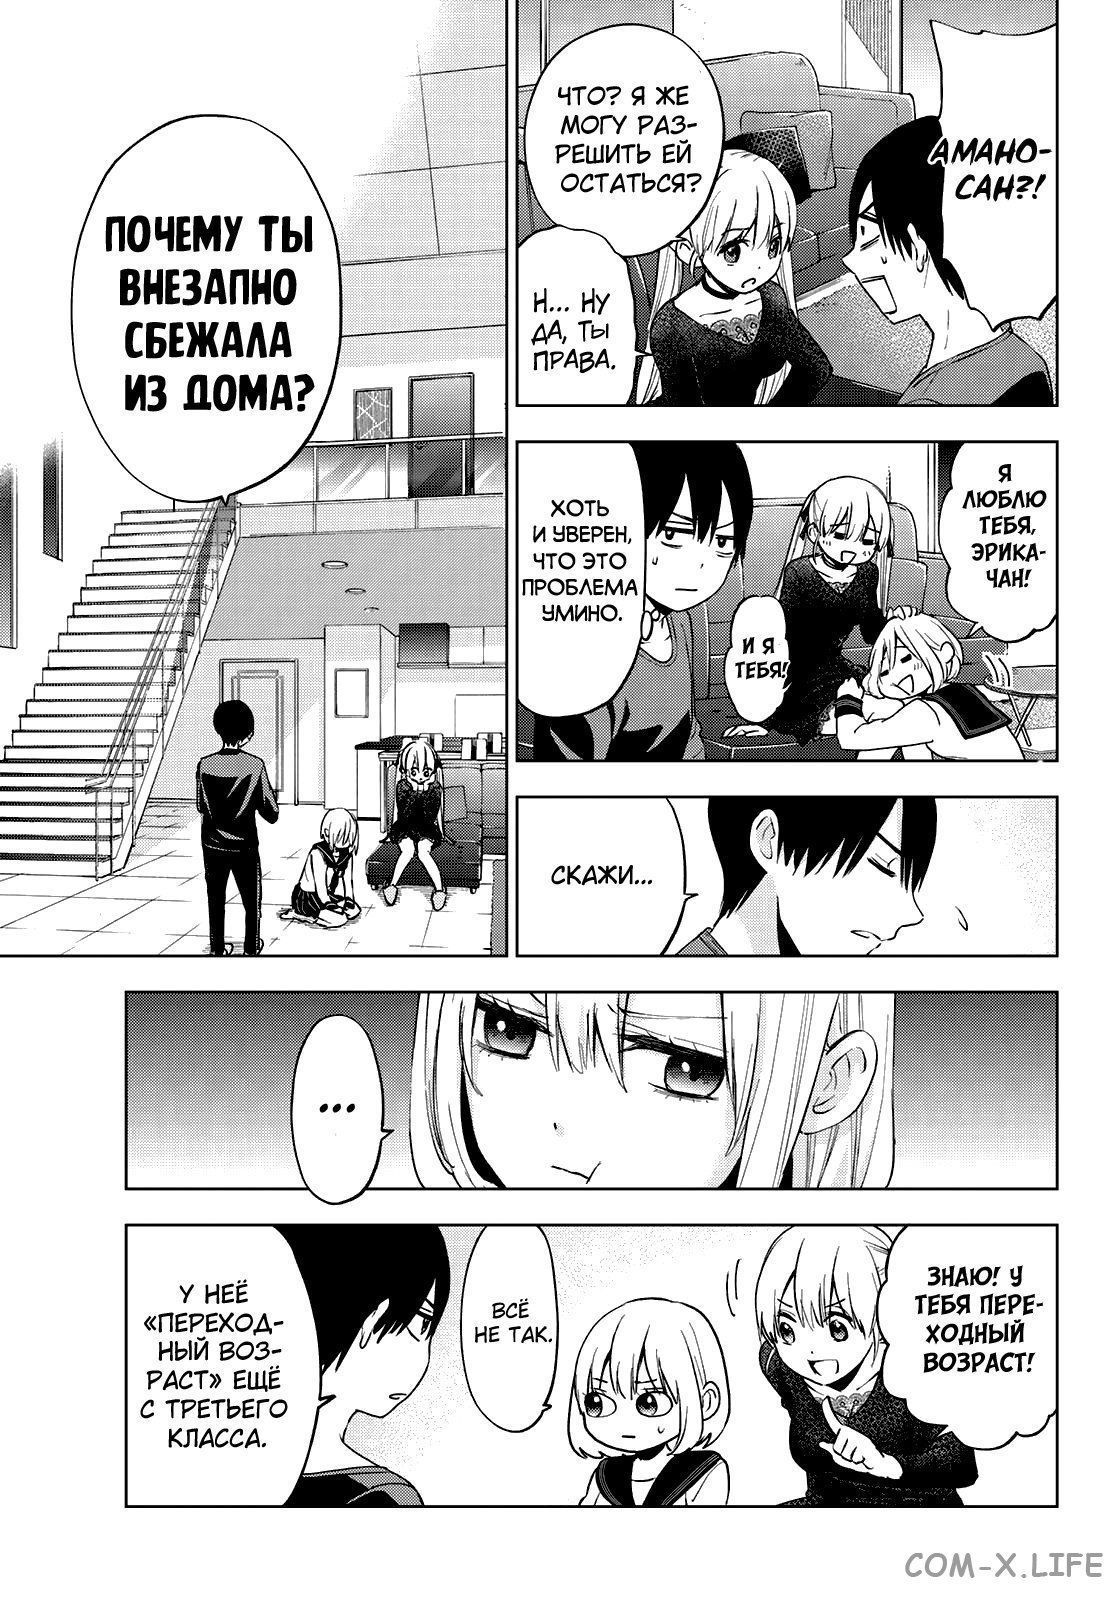 АМАНО-
САН?!
ЧТО? Я ЖЕ
МОГУ РАЗ-
РЕШИТЬ ЕЙ
ОСТАТЬСЯ?
Н... НУ
ДА, ТЫ
ПРАВА.
Я
ЛЮБЛЮ
ТЕБЯ,
ЭРИКА-
ЧАН!
И Я
ТЕБЯ!
ХОТЬ
И УВЕРЕН,
ЧТО ЭТО
ПРОБЛЕМА
УМИНО.
СКАЖИ...
ПОЧЕМУ ТЫ
ВНЕЗАПНО
СБЕЖАЛА
ИЗ ДОМА?
...
ЗНАЮ! У
ТЕБЯ ПЕРЕ-
ХОДНЫЙ
ВОЗРАСТ!
ВСЁ
НЕ ТАК.
У НЕЁ
«ПЕРЕХОД-
НЫЙ ВОЗ-
РАСТ» ЕЩЁ
С ТРЕТЬЕГО
КЛАССА.
COM-X.LIFE